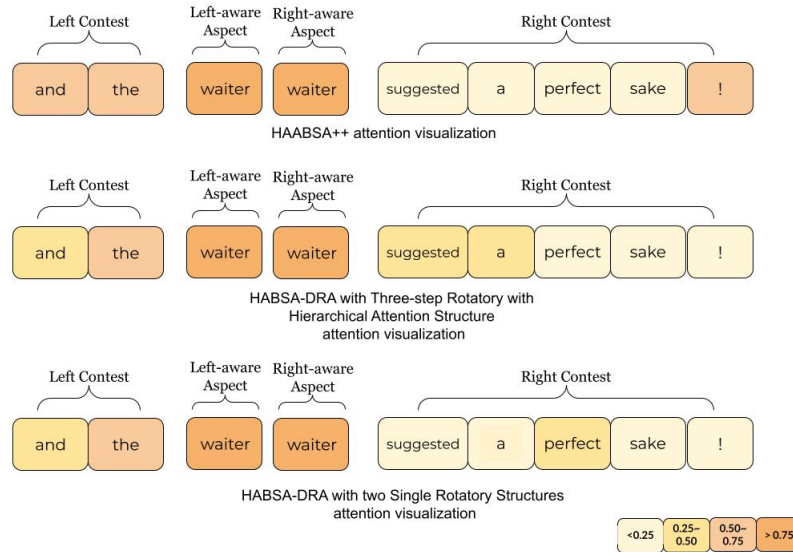 Left Contest
Left-aware
Aspect
Right-aware
Aspect
Right Contest
and the waiter waiter suggested a perfect sake !
HAABSA++ attention visualization
Left Contest
Left-aware
Aspect
Right-aware
Aspect
Right Contest
and the waiter waiter suggested a perfect sake !
HABSA-DRA with Three-step Rotatory with
Hierarchical Attention Structure
attention visualization
Left Contest
Left-aware
Aspect
Right-aware
Aspect
Right Contest
and the waiter waiter suggested a perfect sake !
HABSA-DRA with two Single Rotatory Structures
attention visualization
<0.25
0.25~
0.50
0.50~
0.75
> 0.75